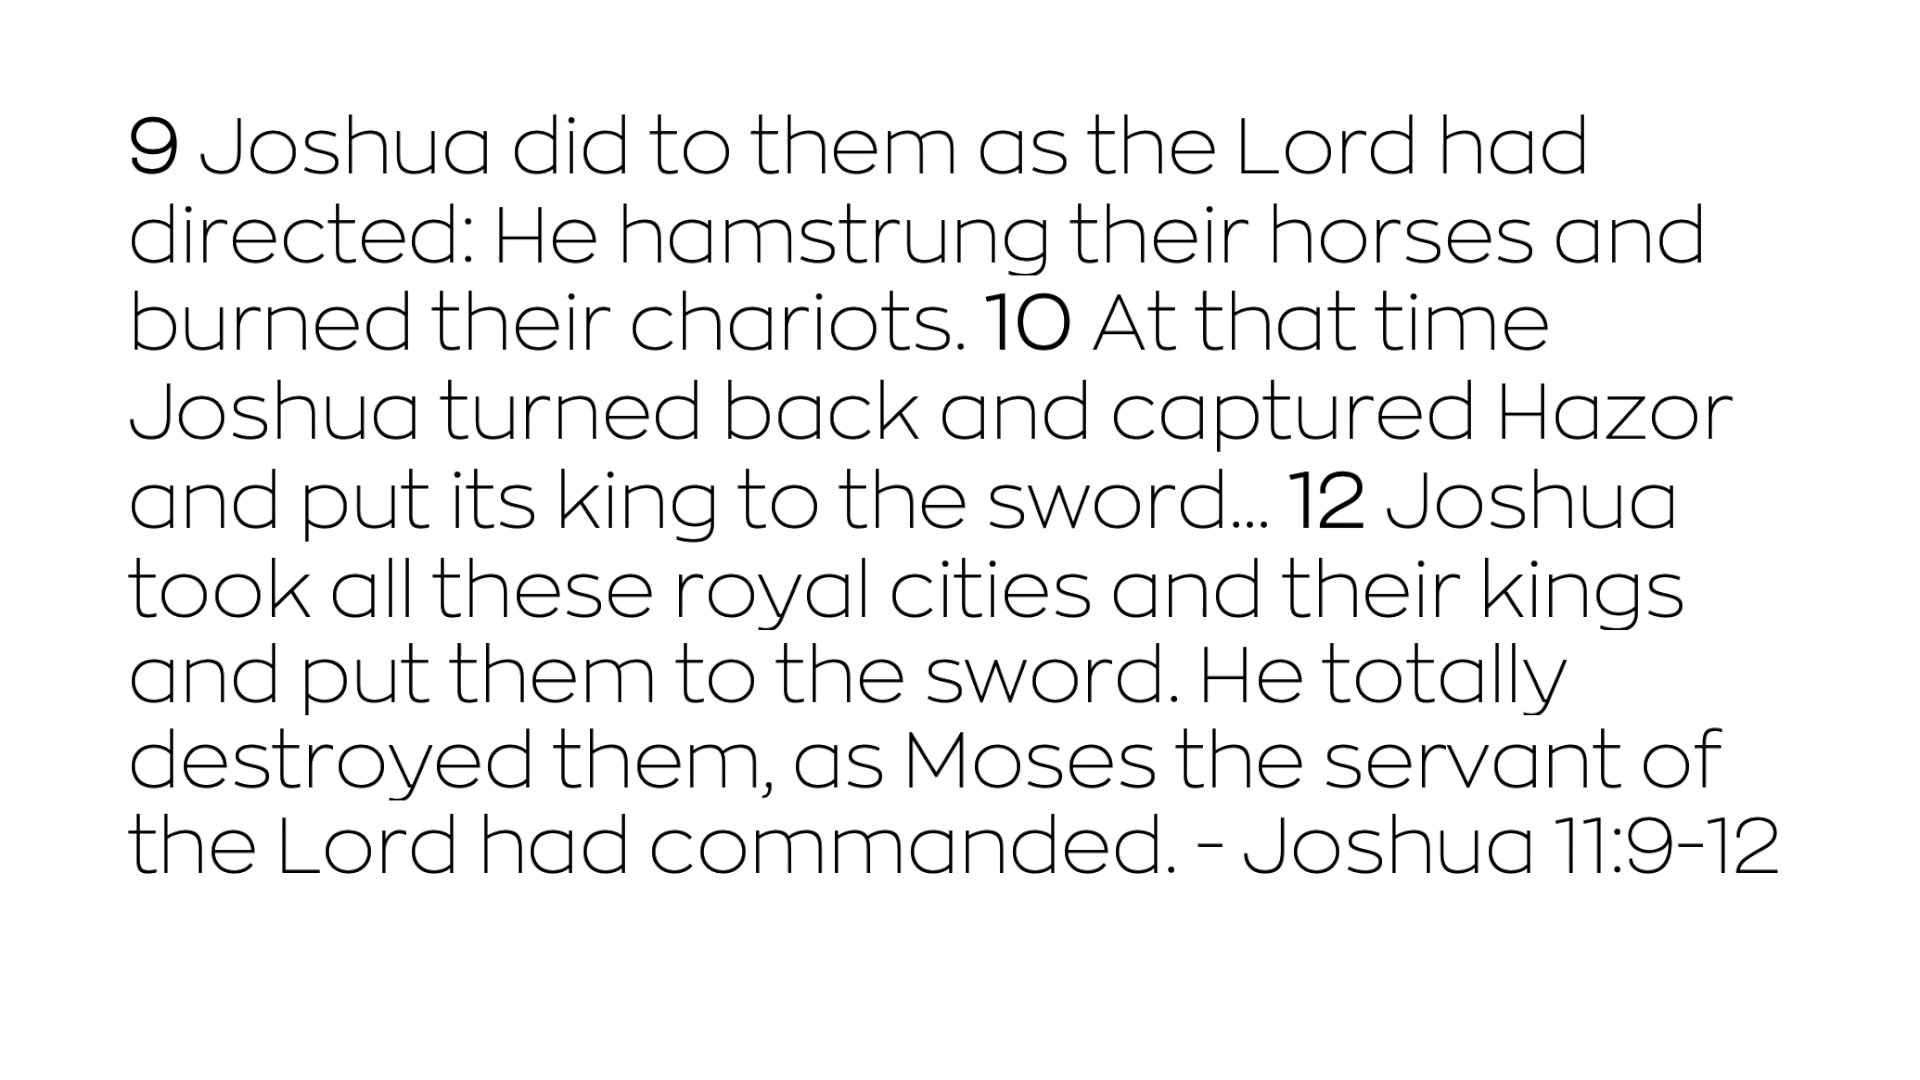 9 Joshua did to them as the Lord had
directed: He hamstrung their horses and
burned their chariots. 10 At that time
Joshua turned back and captured Hazor
and put its king to the sword... 12 Joshua
took all these royal cities and their kings
and put them to the sword. He totally
destroyed them, as Moses the servant of
the Lord had commanded. - Joshua 11:9-12